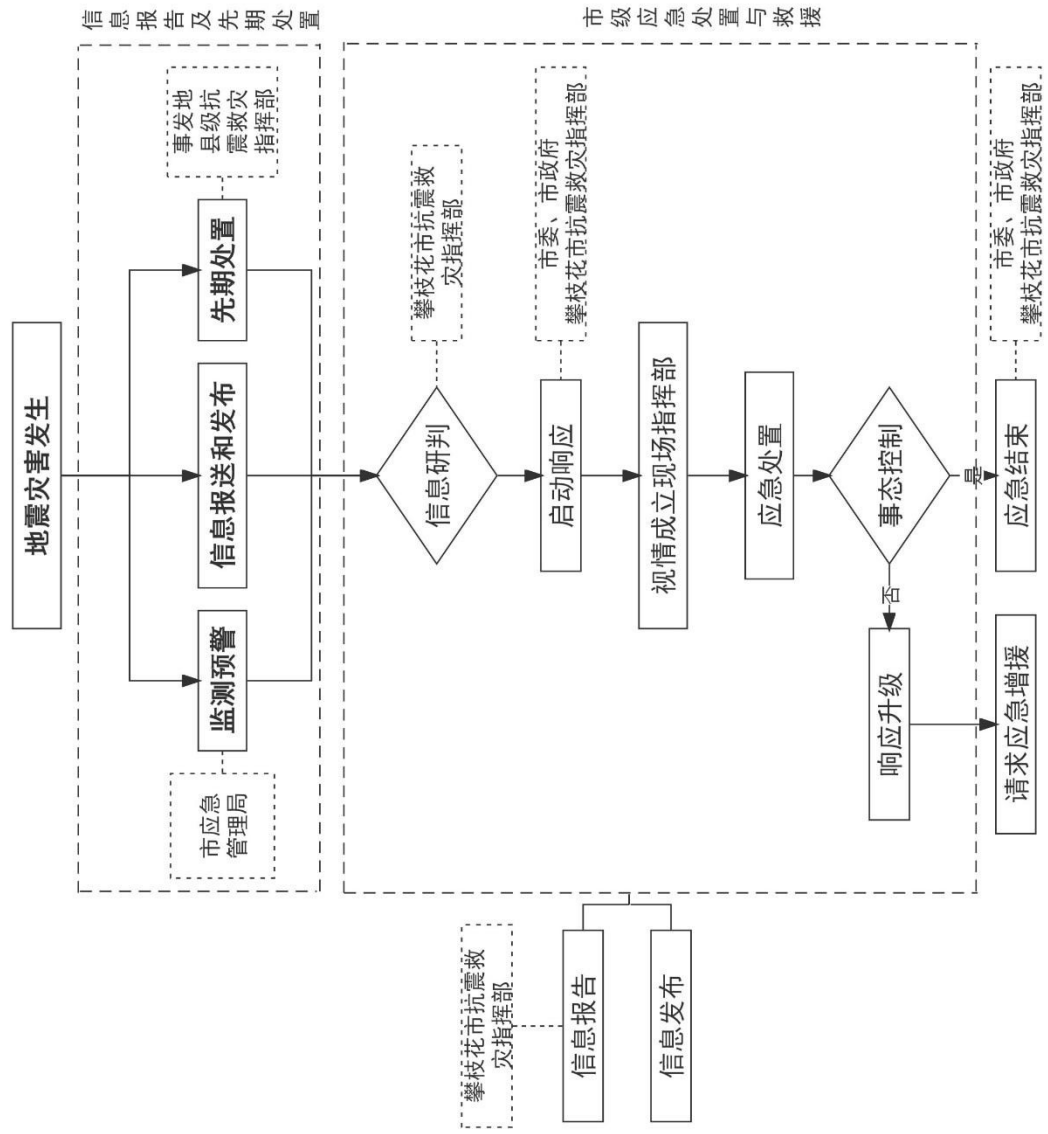 地震灾害发生
信息报告及先期处置
市应急
管理局
监测预警
信息报送和发布
先期处置
事发地
县级抗
震救灾
指挥部
市级应急处置与救援
信息研判
攀枝花市抗震救
灾指挥部
启动响应
市委、市政府
攀枝花市抗震救灾指挥部
视情成立现场指挥部
应急处置
事态控制
否
是
响应升级
请求应急增援
应急结束
市委、市政府
攀枝花市抗震救灾指挥部
攀枝花市抗震救
灾指挥部
信息报告
信息发布